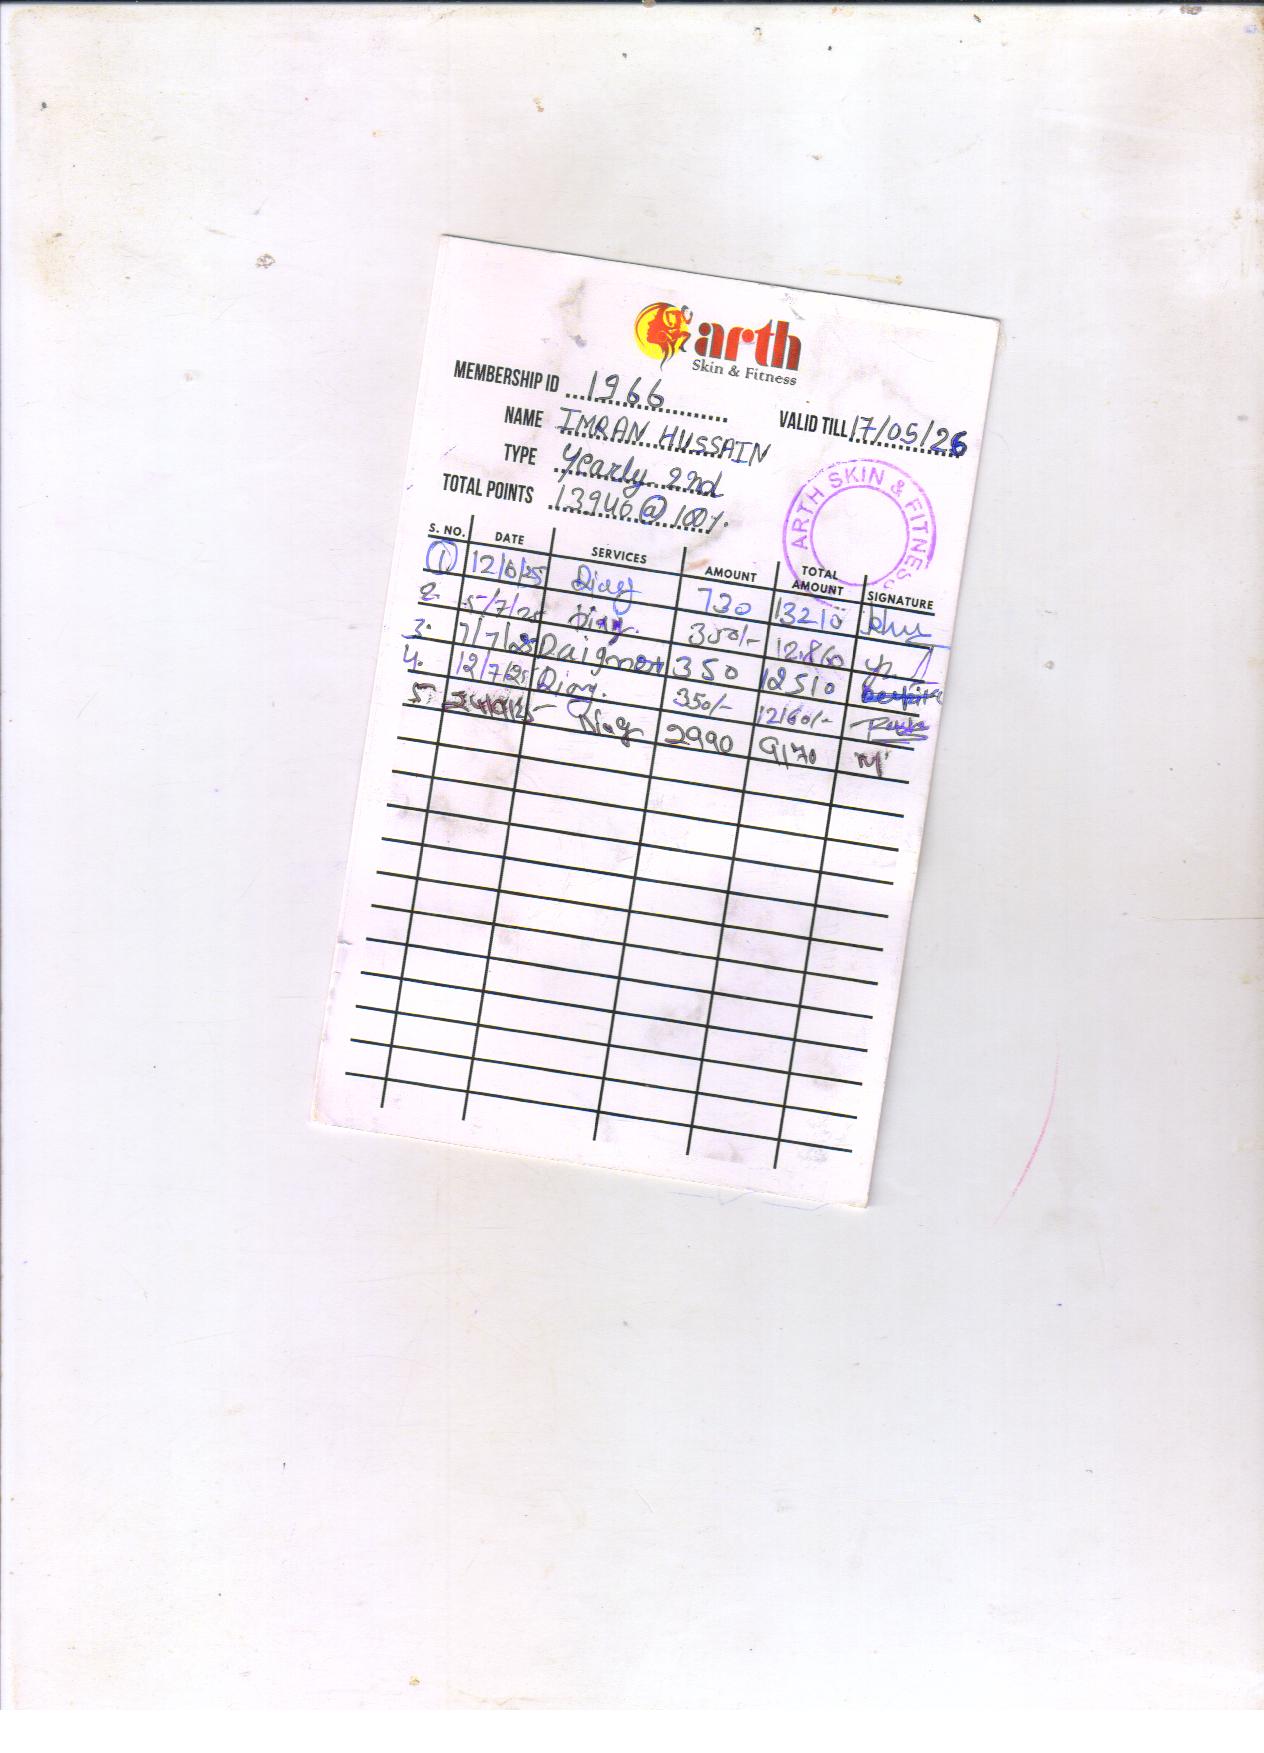 arth
Skin & Fitness
MEMBERSHIP ID 1966
VALID TILL 17/05/26
NAME IMRAN HUSSAIN
TYPE Yearly 2nd
TOTAL POINTS 13940 @ 100%.
ARTH SKIN & FITNESS
S. NO. DATE SERVICES AMOUNT TOTAL AMOUNT SIGNATURE
1 12/6/25 Diag 730 13210
2. 5/7/25 Diag. 350/- 12860
3. 7/7/25 350 12510
4. 12/7/25 Diag. 350/- 12160/-
5 Diag 2990 9170